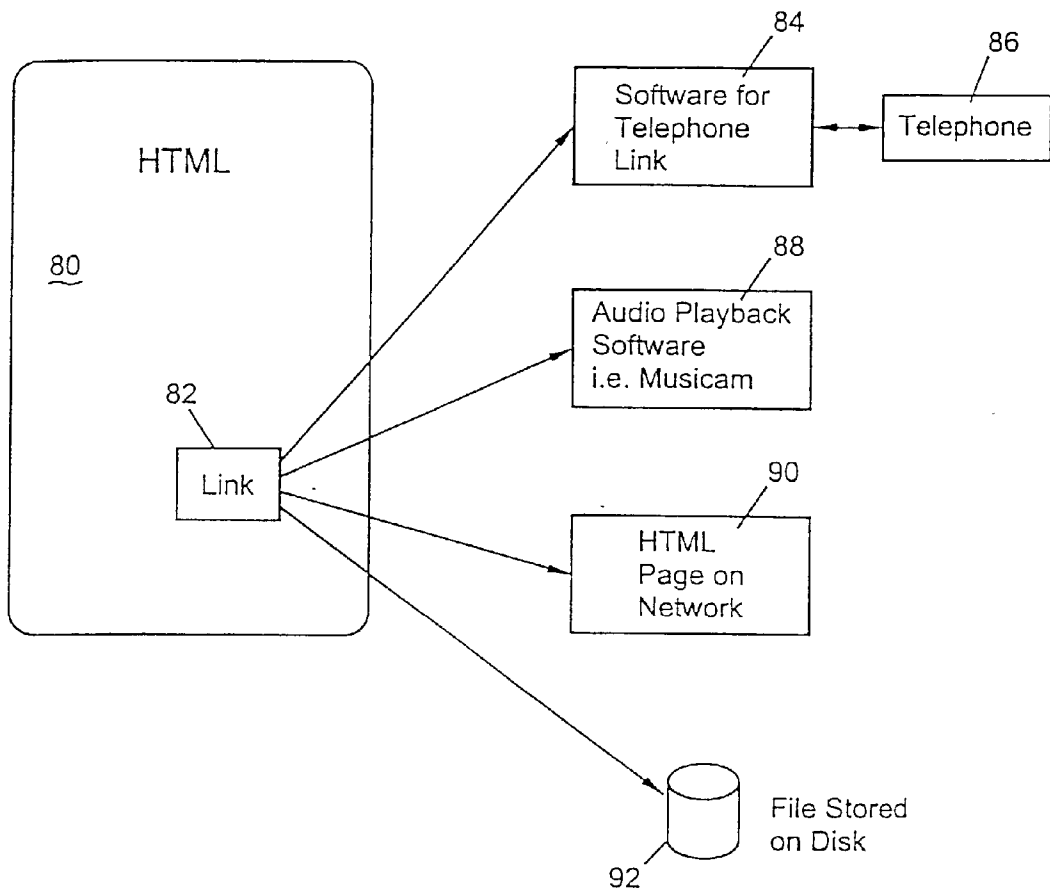 84
86
Software for
Telephone
Link
Telephone
HTML
80
88
Audio Playback
Software
i.e. Musicam
82
Link
90
HTML
Page on
Network
File Stored
on Disk
92